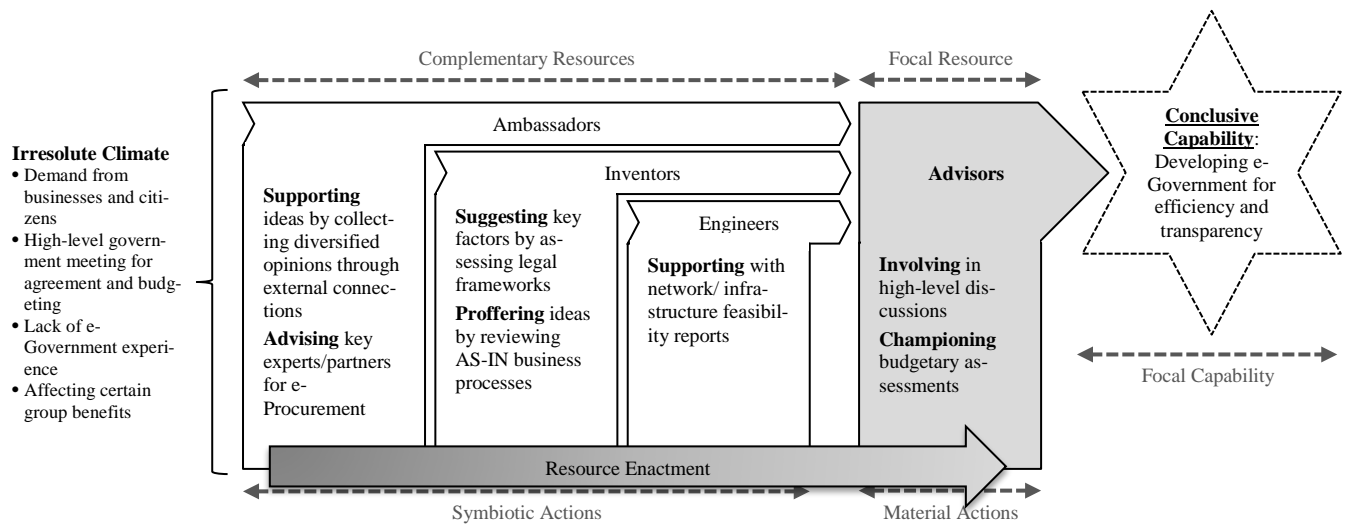 Complementary Resources
Focal Resource
Irresolute Climate
• Demand from
businesses and citi-
zens
• High-level govern-
ment meeting for
agreement and budg-
eting
• Lack of e-
Government experi-
ence
• Affecting certain
group benefits
Ambassadors
Supporting
ideas by collect-
ing diversified
opinions through
external connec-
tions
Advising key
experts/partners
for e-
Procurement
Inventors
Suggesting key
factors by as-
sessing legal
frameworks
Proffering ideas
by reviewing
AS-IN business
processes
Engineers
Supporting with
network/ infra-
structure feasibil-
ity reports
Advisors
Involving in
high-level dis-
cussions
Championing
budgetary as-
sessments
Conclusive
Capability:
Developing e-
Government for
efficiency and
transparency
Focal Capability
Resource Enactment
Symbiotic Actions
Material Actions